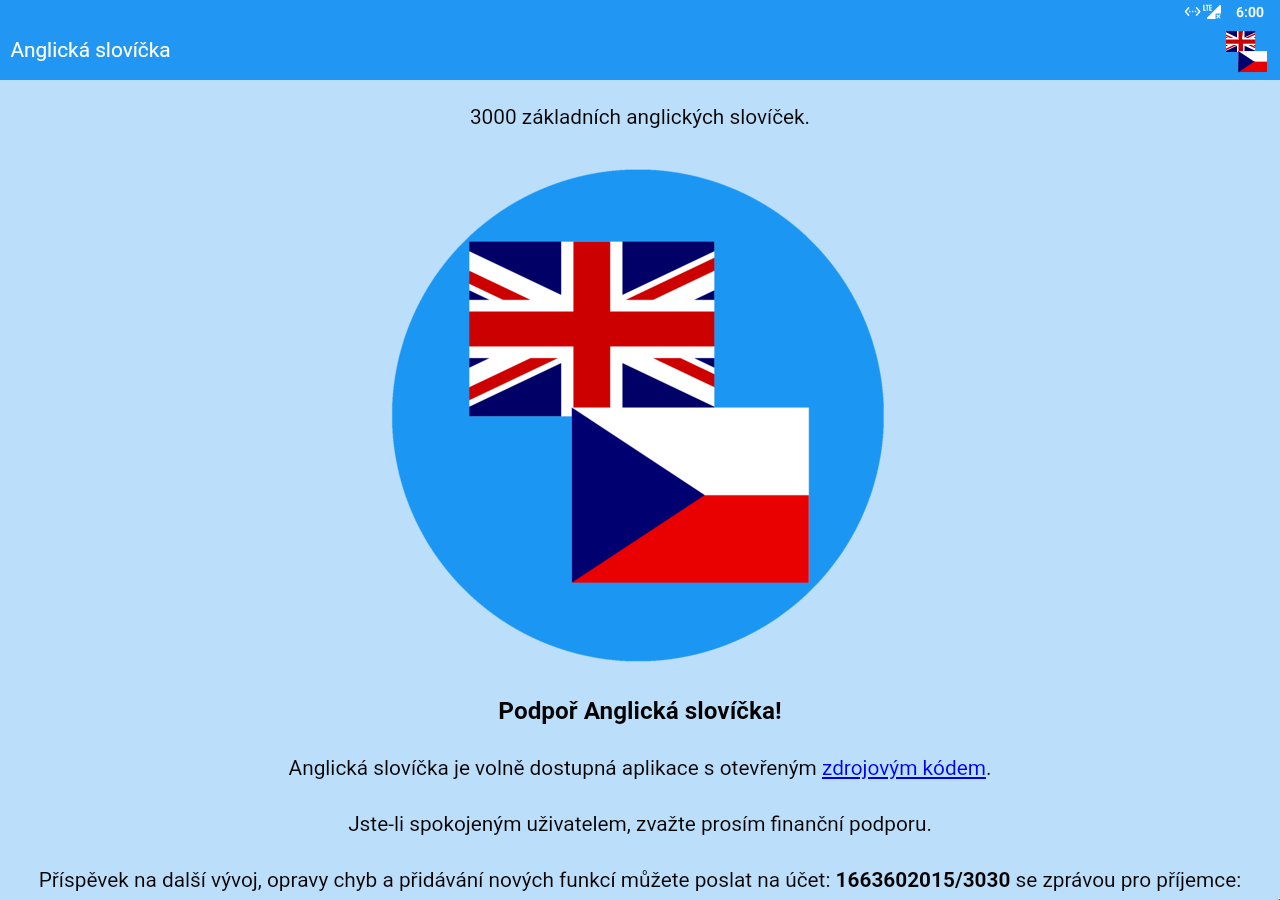 LTE
6:00
Anglická slovíčka
3000 základních anglických slovíček.
Podpoř Anglická slovíčka!
Anglická slovíčka je volně dostupná aplikace s otevřeným zdrojovým kódem.
Jste-li spokojeným uživatelem, zvažte prosím finanční podporu.
Příspěvek na další vývoj, opravy chyb a přidávání nových funkcí můžete poslat na účet: 1663602015/3030 se zprávou pro příjemce: